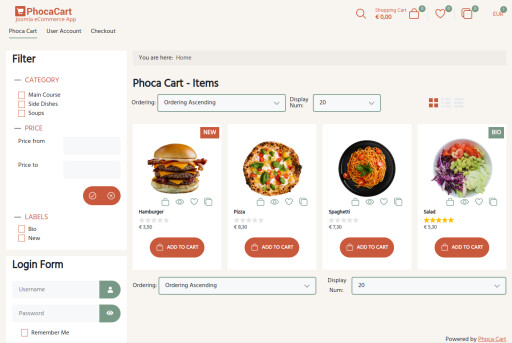 PhocaCart
Joomla eCommerce App
Shopping Cart
€ 0,00
0
0
0
EUR
Phoca Cart
User Account
Checkout
Filter
CATEGORY
Main Course
Side Dishes
Soups
PRICE
Price from
Price to
LABELS
Bio
New
Login Form
Username
Password
Remember Me
You are here: Home
Phoca Cart - Items
Ordering:
Ordering Ascending
Display Num:
20
NEW
Hamburger
€ 3,50
ADD TO CART
Pizza
€ 8,30
ADD TO CART
Spaghetti
€ 7,30
ADD TO CART
BIO
Salad
€ 5,30
ADD TO CART
Ordering:
Ordering Ascending
Display
Num:
20
Powered by Phoca Cart